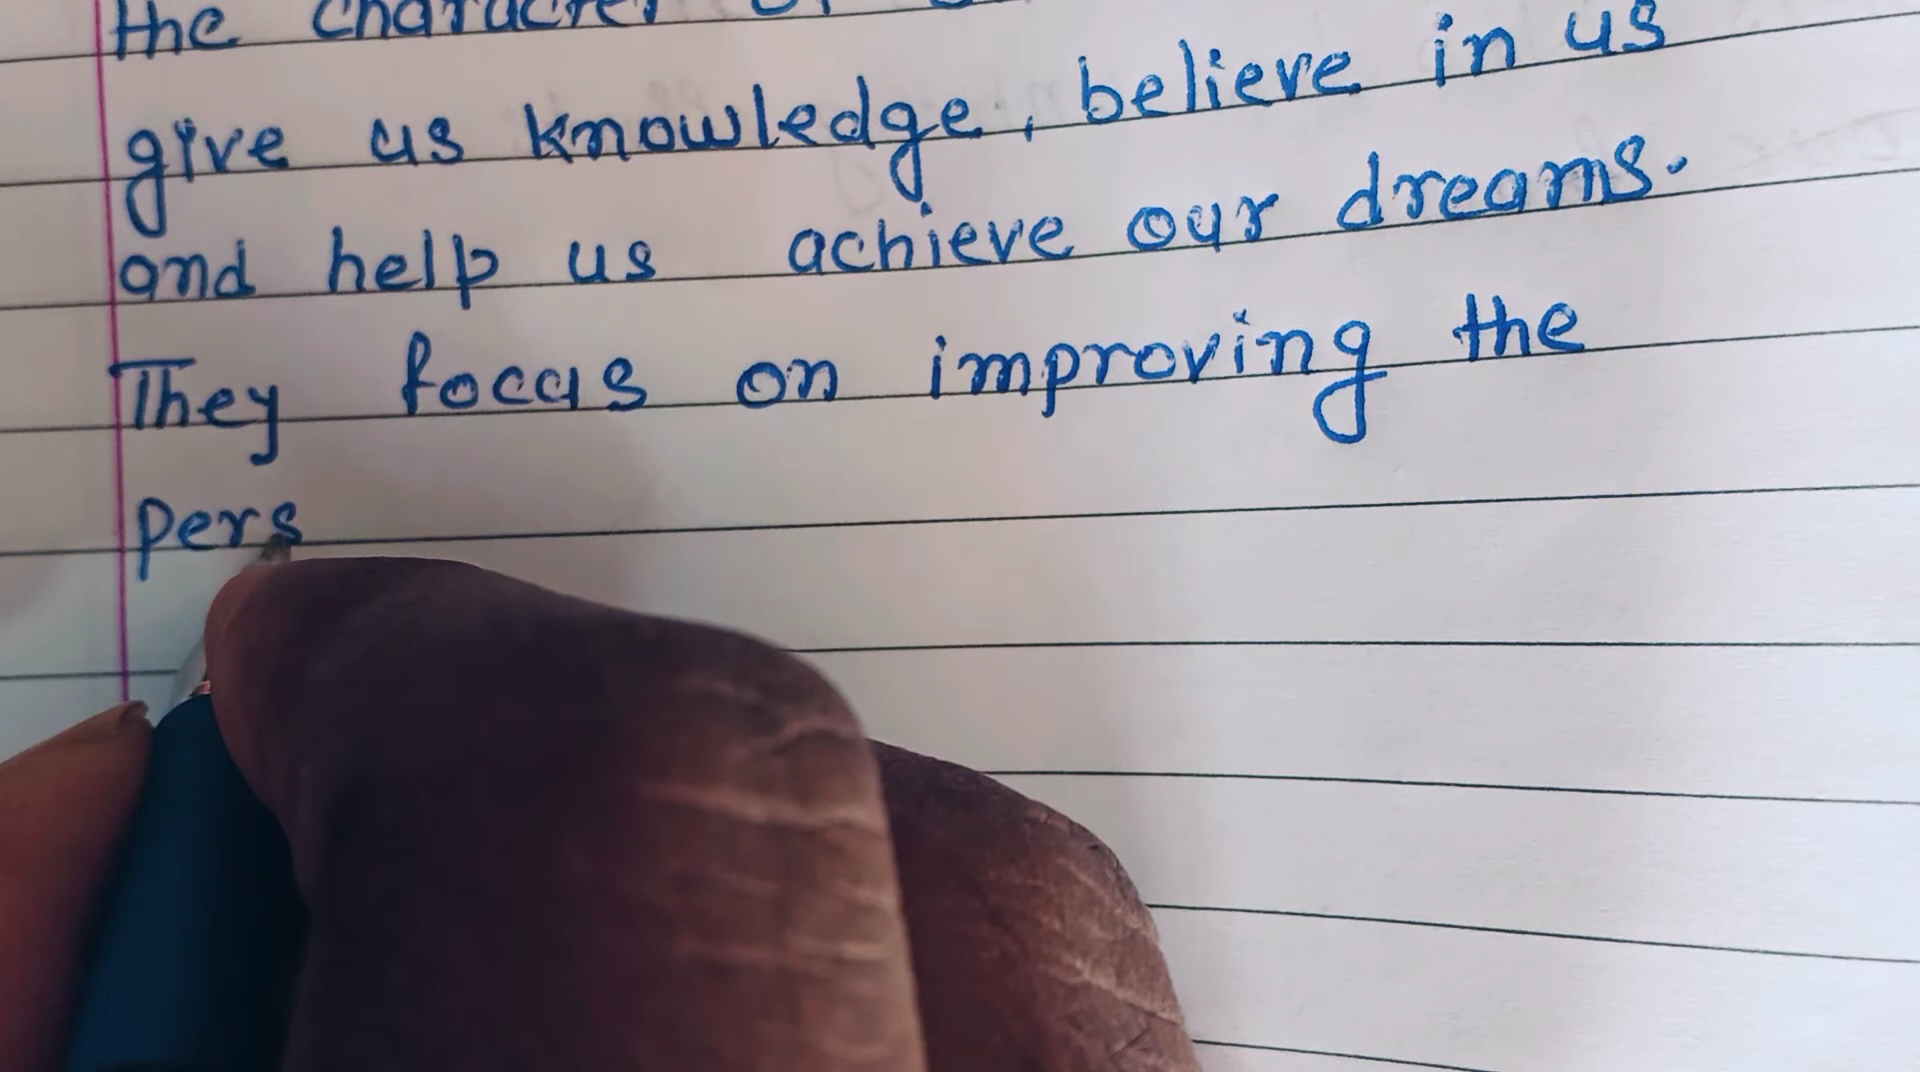 the character
give us knowledge, believe in us
and help us achieve our dreams.
They focus on improving the
pers